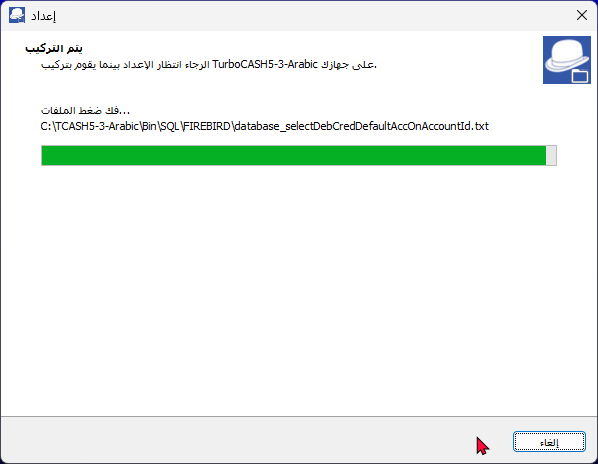 إعداد
يتم التركيب
الرجاء انتظار الإعداد بينما يقوم بتركيب TurboCASH5-3-Arabic على جهازك.
فك ضغط الملفات...
C:\TCASH5-3-Arabic\Bin\SQL\FIREBIRD\database_selectDebCredDefaultAccOnAccountId.txt
إلغاء